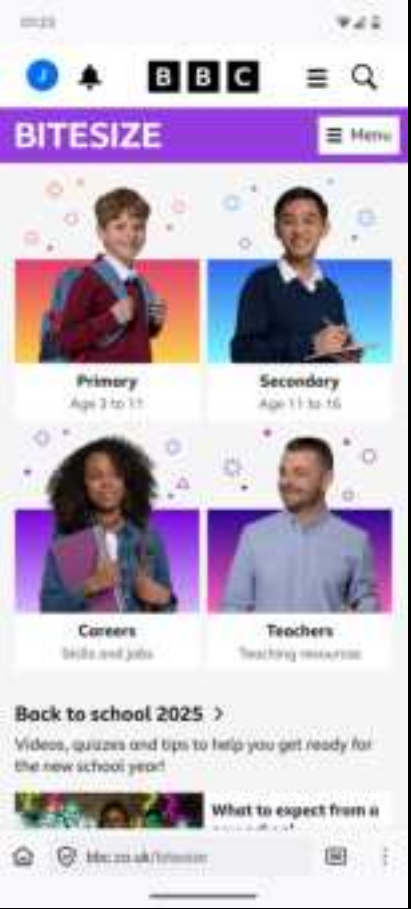 J
BBC
BITESIZE
Menu
Primary
Age 3 to 11
Secondary
Age 11 to 16
Careers
Skills and jobs
Teachers
Teaching resources
Back to school 2025
Videos, quizzes and tips to help you get ready for
the new school year!
What to expect from a
bbc.co.uk/bitesize